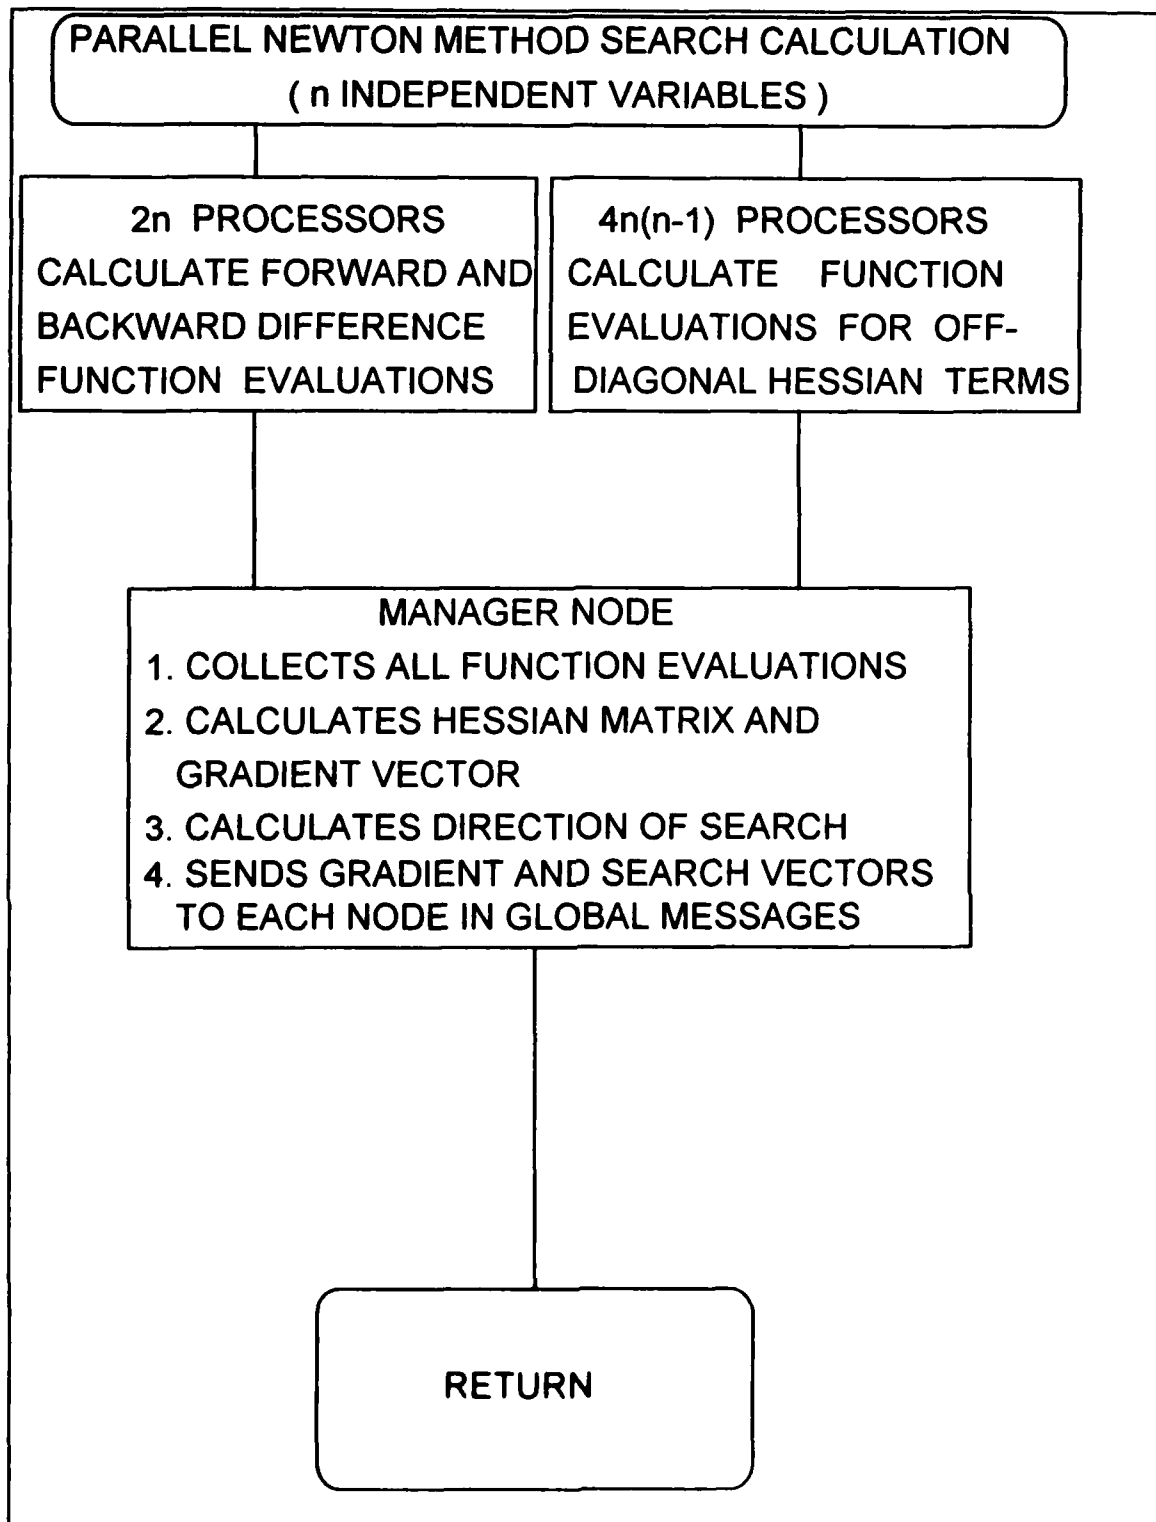 PARALLEL NEWTON METHOD SEARCH CALCULATION
( n INDEPENDENT VARIABLES )
2n PROCESSORS
CALCULATE FORWARD AND
BACKWARD DIFFERENCE
FUNCTION EVALUATIONS
4n(n-1) PROCESSORS
CALCULATE FUNCTION
EVALUATIONS FOR OFF-
DIAGONAL HESSIAN TERMS
MANAGER NODE
1. COLLECTS ALL FUNCTION EVALUATIONS
2. CALCULATES HESSIAN MATRIX AND
GRADIENT VECTOR
3. CALCULATES DIRECTION OF SEARCH
4. SENDS GRADIENT AND SEARCH VECTORS
TO EACH NODE IN GLOBAL MESSAGES
RETURN